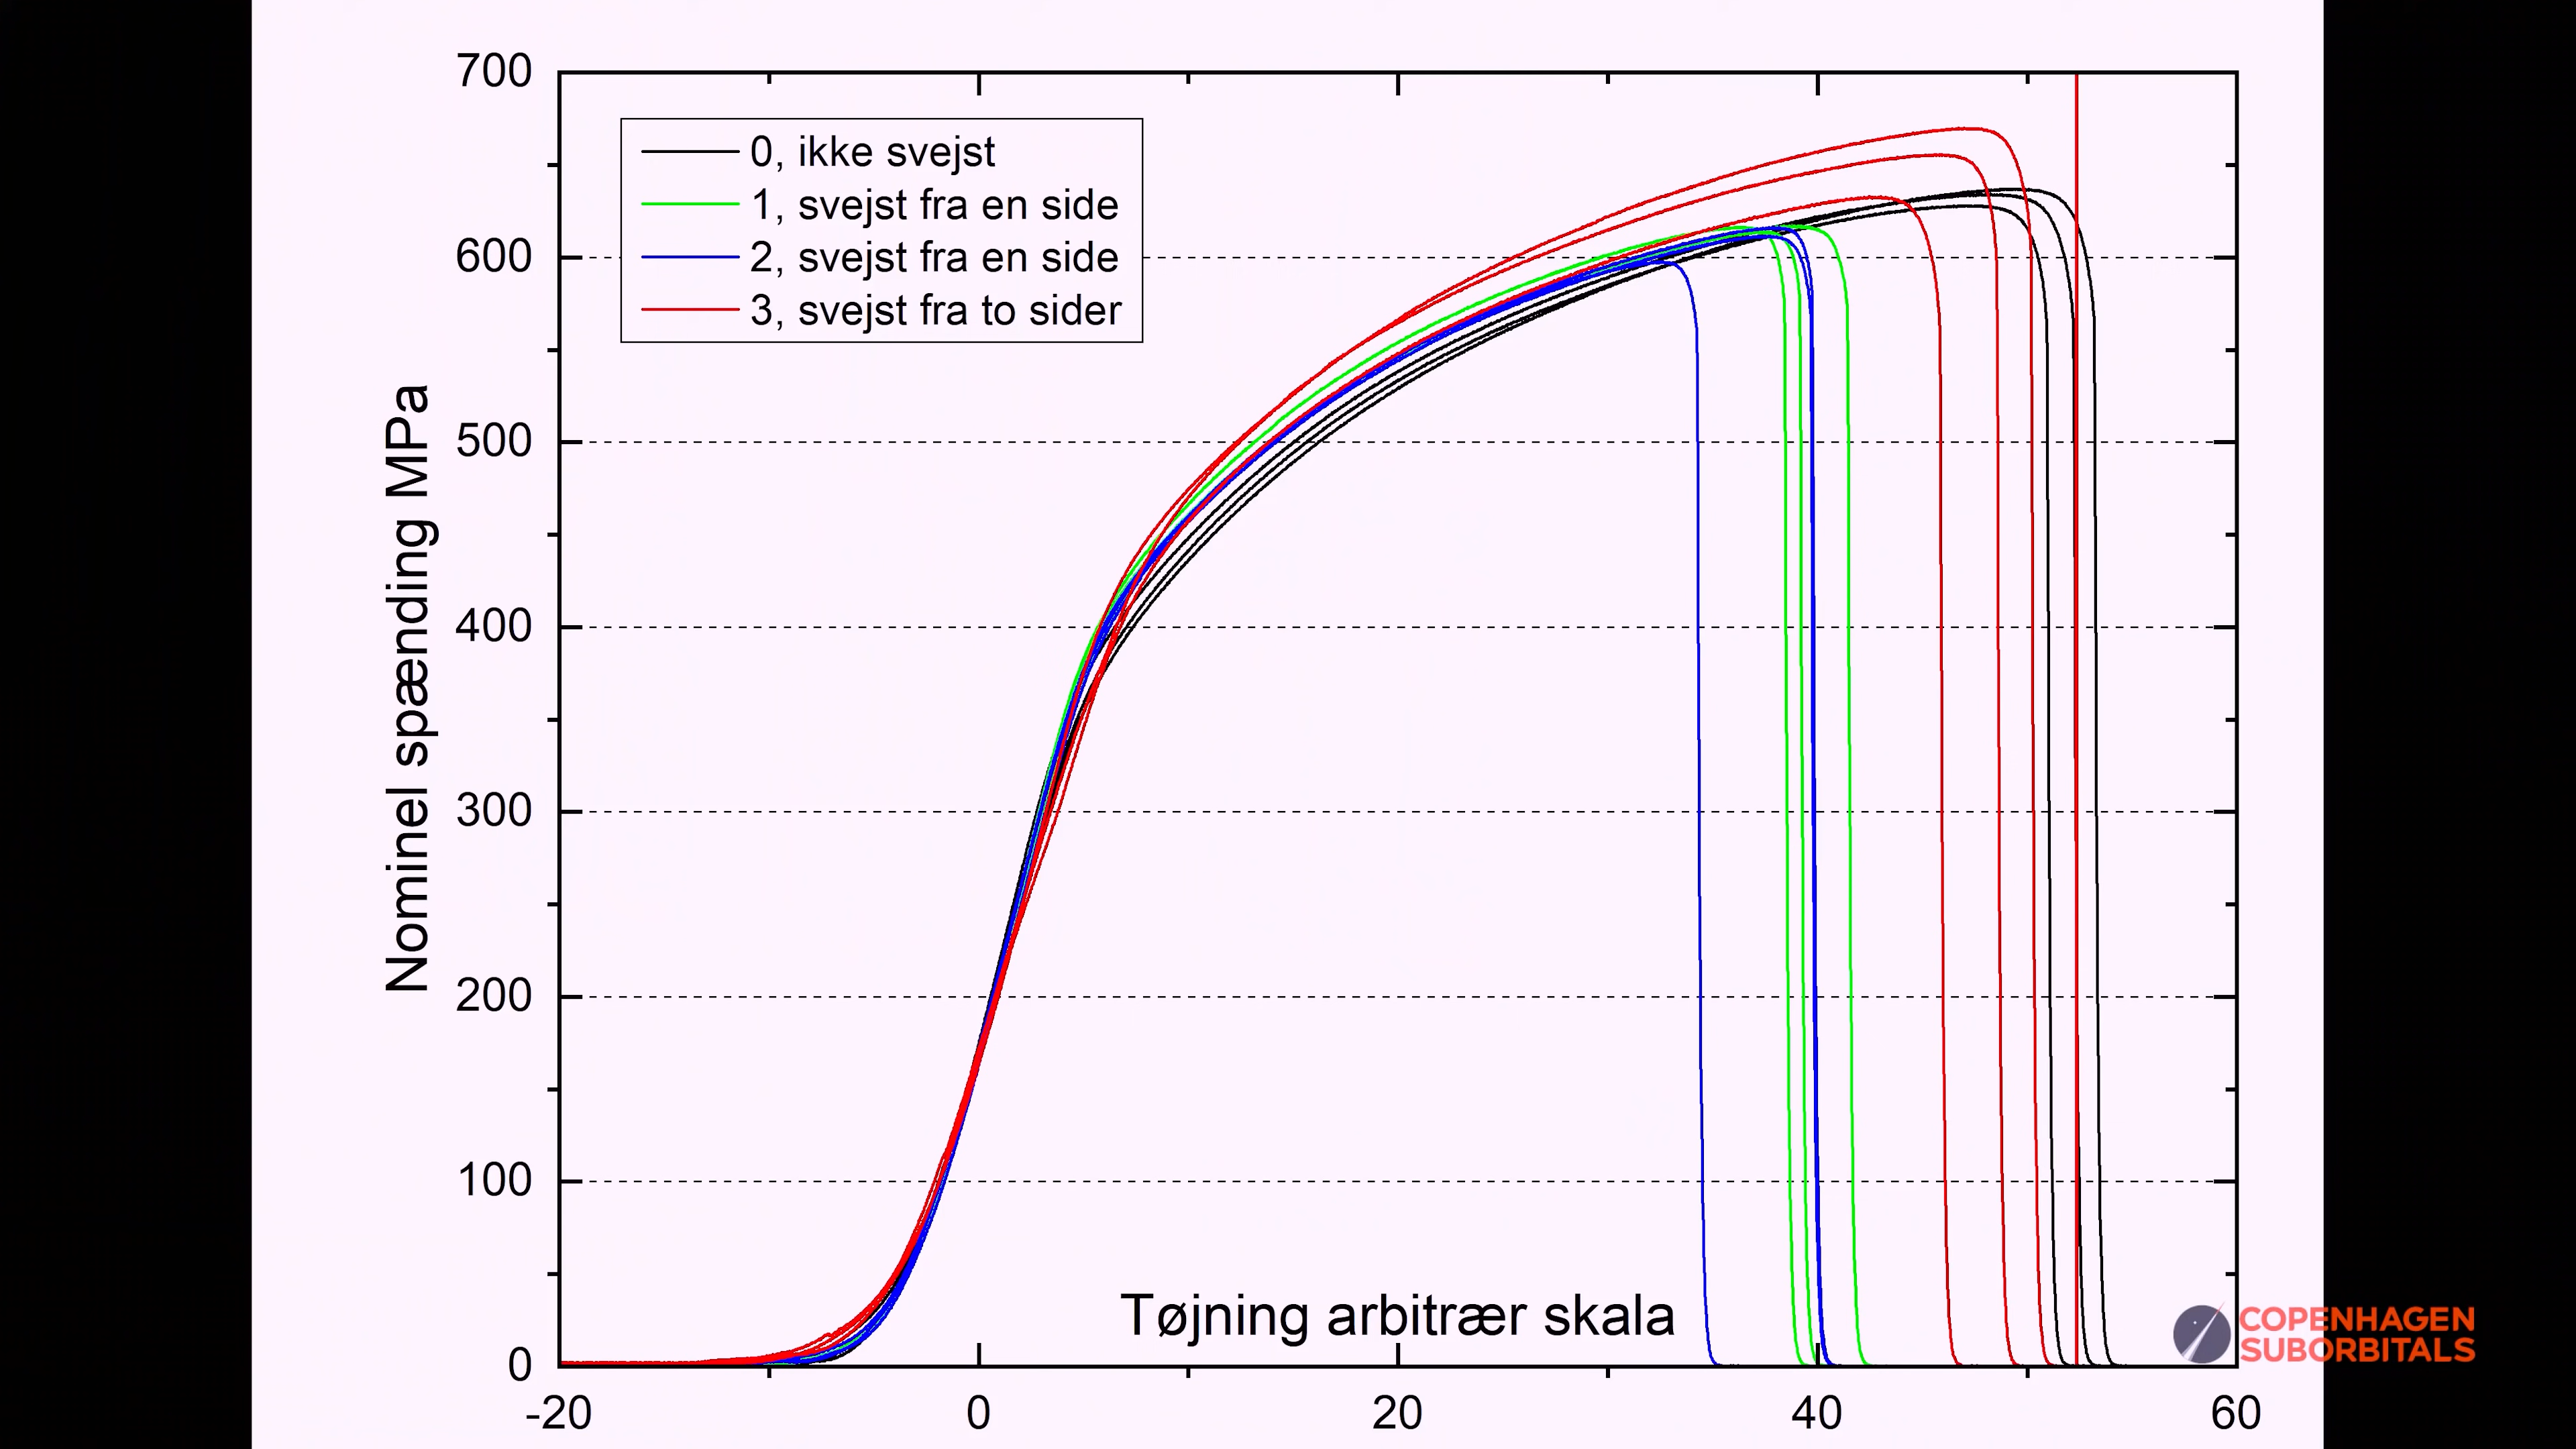 700
600
500
400
300
200
100
0
Nominel spænding MPa
0, ikke svejst
1, svejst fra en side
2, svejst fra en side
3, svejst fra to sider
Tøjning arbitrær skala
-20
0
20
40
60
COPENHAGEN
SUBORBITALS